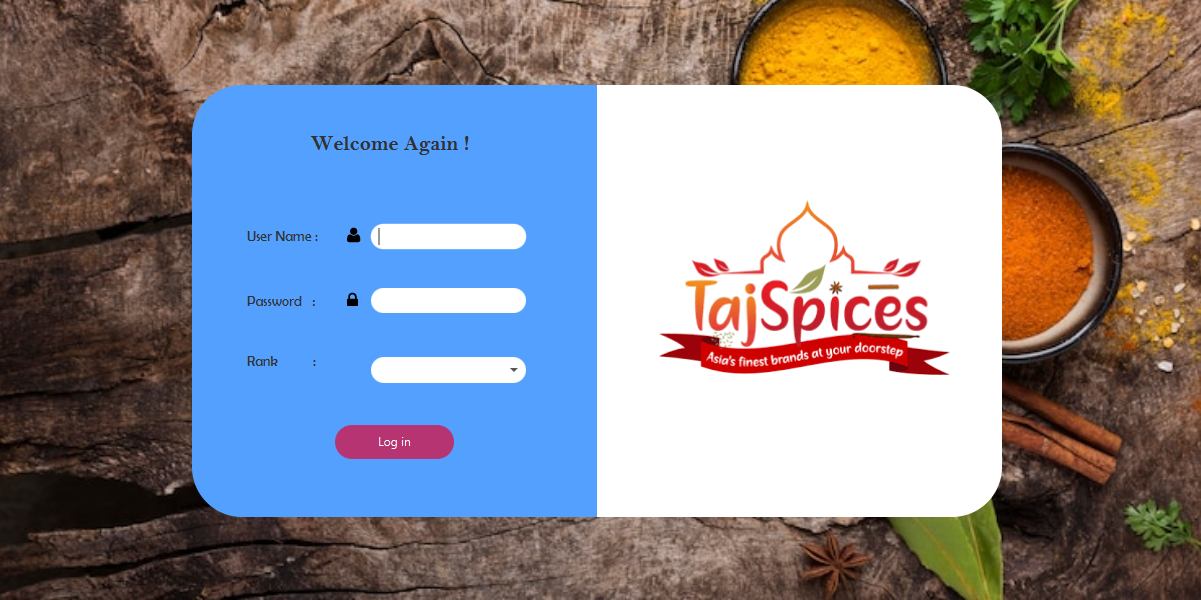 Welcome Again !
User Name :
Password :
Rank :
Log in
TajSpices
Asia's finest brands at your doorstep